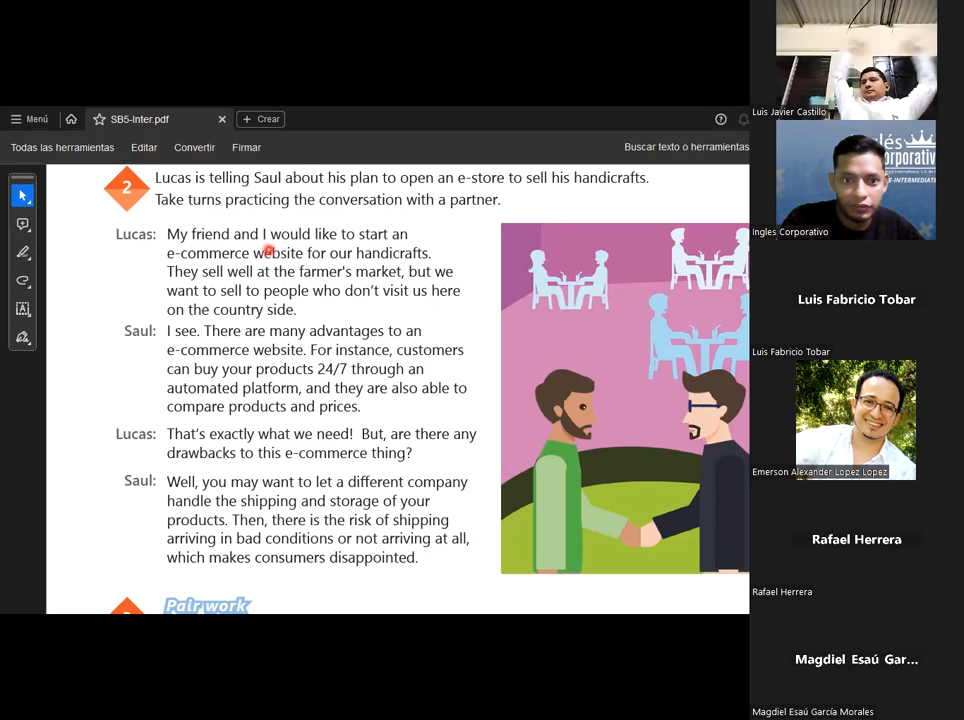 Menú
SB5-Inter.pdf
Crear
Todas las herramientas
Editar
Convertir
Firmar
Buscar texto o herramientas
2
Lucas is telling Saul about his plan to open an e-store to sell his handicrafts.
Take turns practicing the conversation with a partner.
Lucas: My friend and I would like to start an
e-commerce website for our handicrafts.
They sell well at the farmer's market, but we
want to sell to people who don't visit us here
on the country side.
Saul: I see. There are many advantages to an
e-commerce website. For instance, customers
can buy your products 24/7 through an
automated platform, and they are also able to
compare products and prices.
Lucas: That's exactly what we need! But, are there any
drawbacks to this e-commerce thing?
Saul: Well, you may want to let a different company
handle the shipping and storage of your
products. Then, there is the risk of shipping
arriving in bad conditions or not arriving at all,
which makes consumers disappointed.
Pair work
Luis Javier Castillo
Ingles Corporativo
Luis Fabricio Tobar
Luis Fabricio Tobar
Emerson Alexander Lopez Lopez
Rafael Herrera
Rafael Herrera
Magdiel Esaú Gar...
Magdiel Esaú García Morales